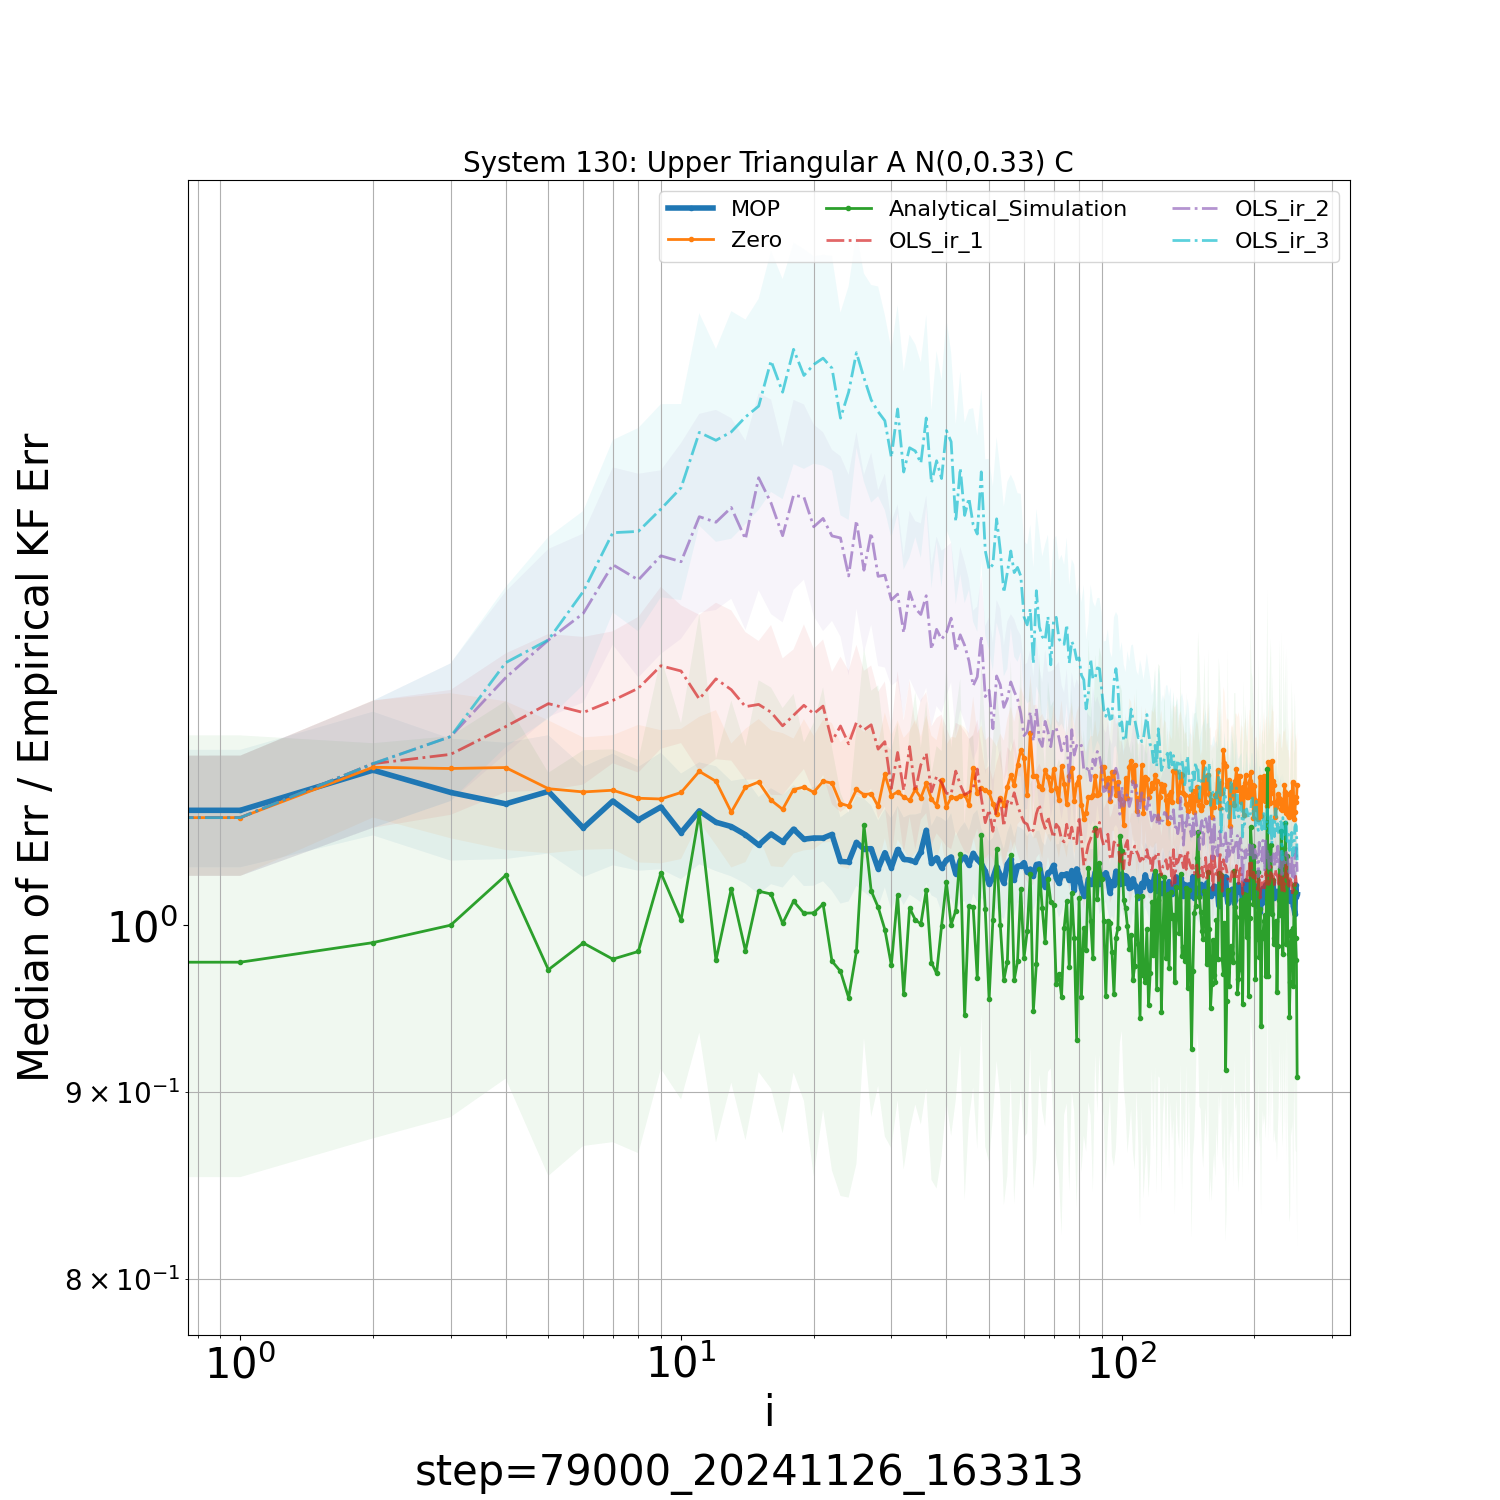 System 130: Upper Triangular A N(0,0.33) C
MOP
Zero
Analytical_Simulation
OLS_ir_1
OLS_ir_2
OLS_ir_3
Median of Err / Empirical KF Err
10⁰
9 × 10⁻¹
8 × 10⁻¹
10⁰ 10¹ 10²
i
step=79000_20241126_163313